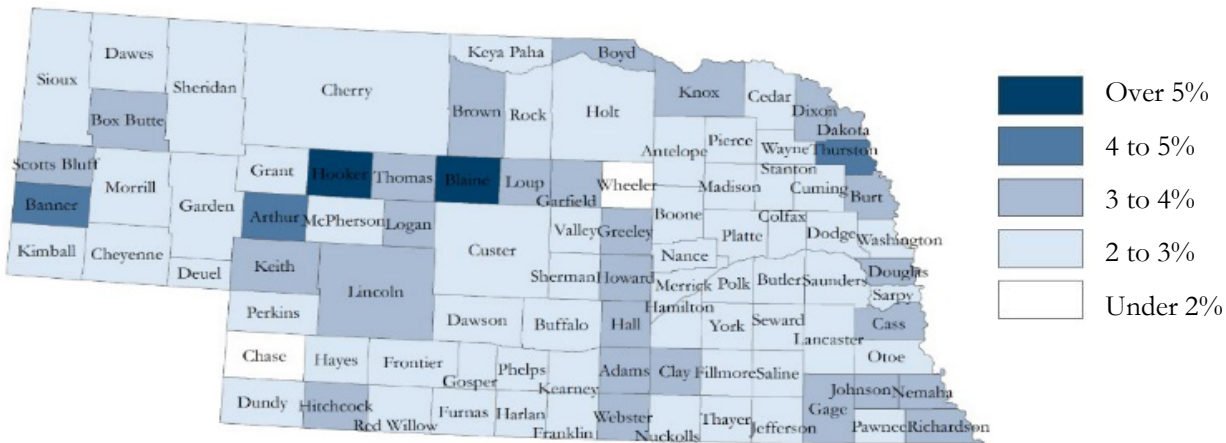 Sioux
Dawes
Box Butte
Sheridan
Cherry
Keya Paha
Boyd
Brown
Rock
Holt
Knox
Cedar
Dixon
Dakota
Thurston
Pierce
Wayne
Antelope
Stanton
Scotts Bluff
Banner
Kimball
Morrill
Cheyenne
Garden
Deuel
Grant
Hooker
Thomas
Blaine
Loup
Garfield
Wheeler
Madison
Cuming
Burt
Arthur
McPherson
Logan
Custer
Valley
Greeley
Boone
Platte
Colfax
Dodge
Washington
Nance
Keith
Lincoln
Sherman
Howard
Merrick
Polk
Butler
Saunders
Douglas
Sarpy
Perkins
Dawson
Buffalo
Hall
Hamilton
York
Seward
Lancaster
Cass
Otoe
Chase
Hayes
Frontier
Gosper
Phelps
Kearney
Adams
Clay
Fillmore
Saline
Dundy
Hitchcock
Red Willow
Furnas
Harlan
Franklin
Webster
Nuckolls
Thayer
Jefferson
Gage
Johnson
Nemaha
Pawnee
Richardson
Over 5%
4 to 5%
3 to 4%
2 to 3%
Under 2%